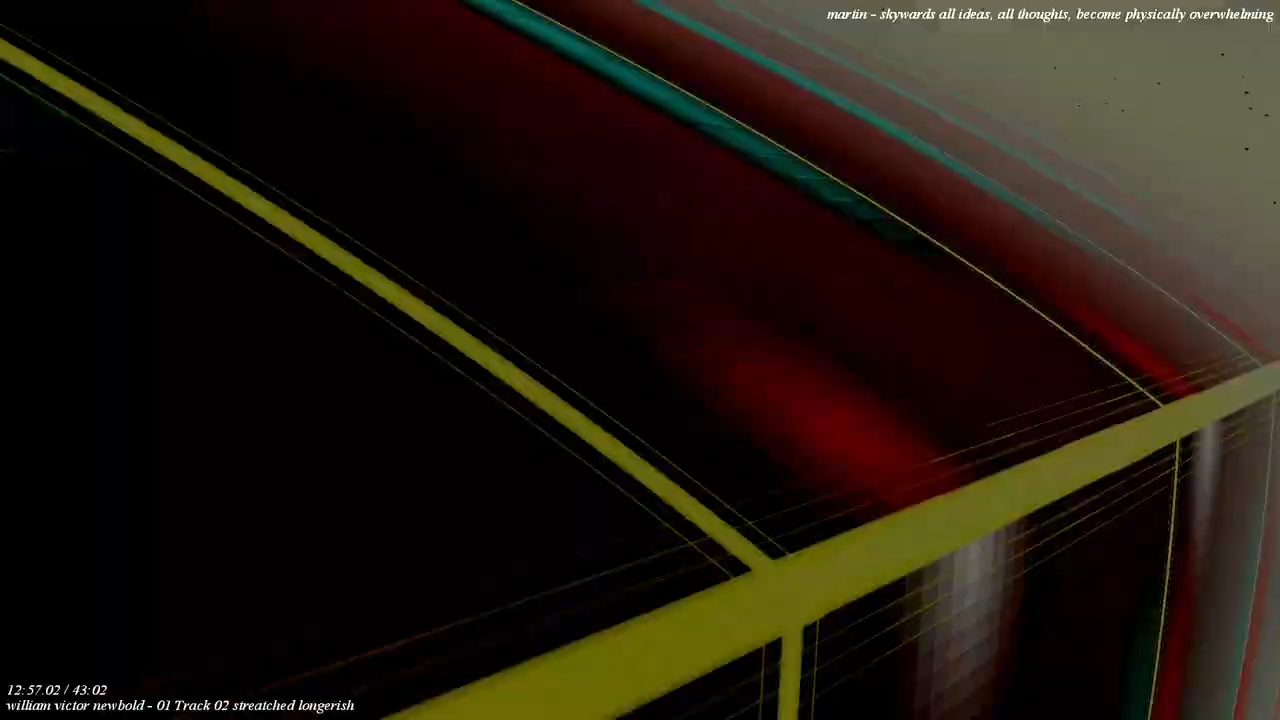 martin - skywards all ideas, all thoughts, become physically overwhelming
12:57.02 / 43:02
william victor newbold - 01 Track 02 streatched longerish